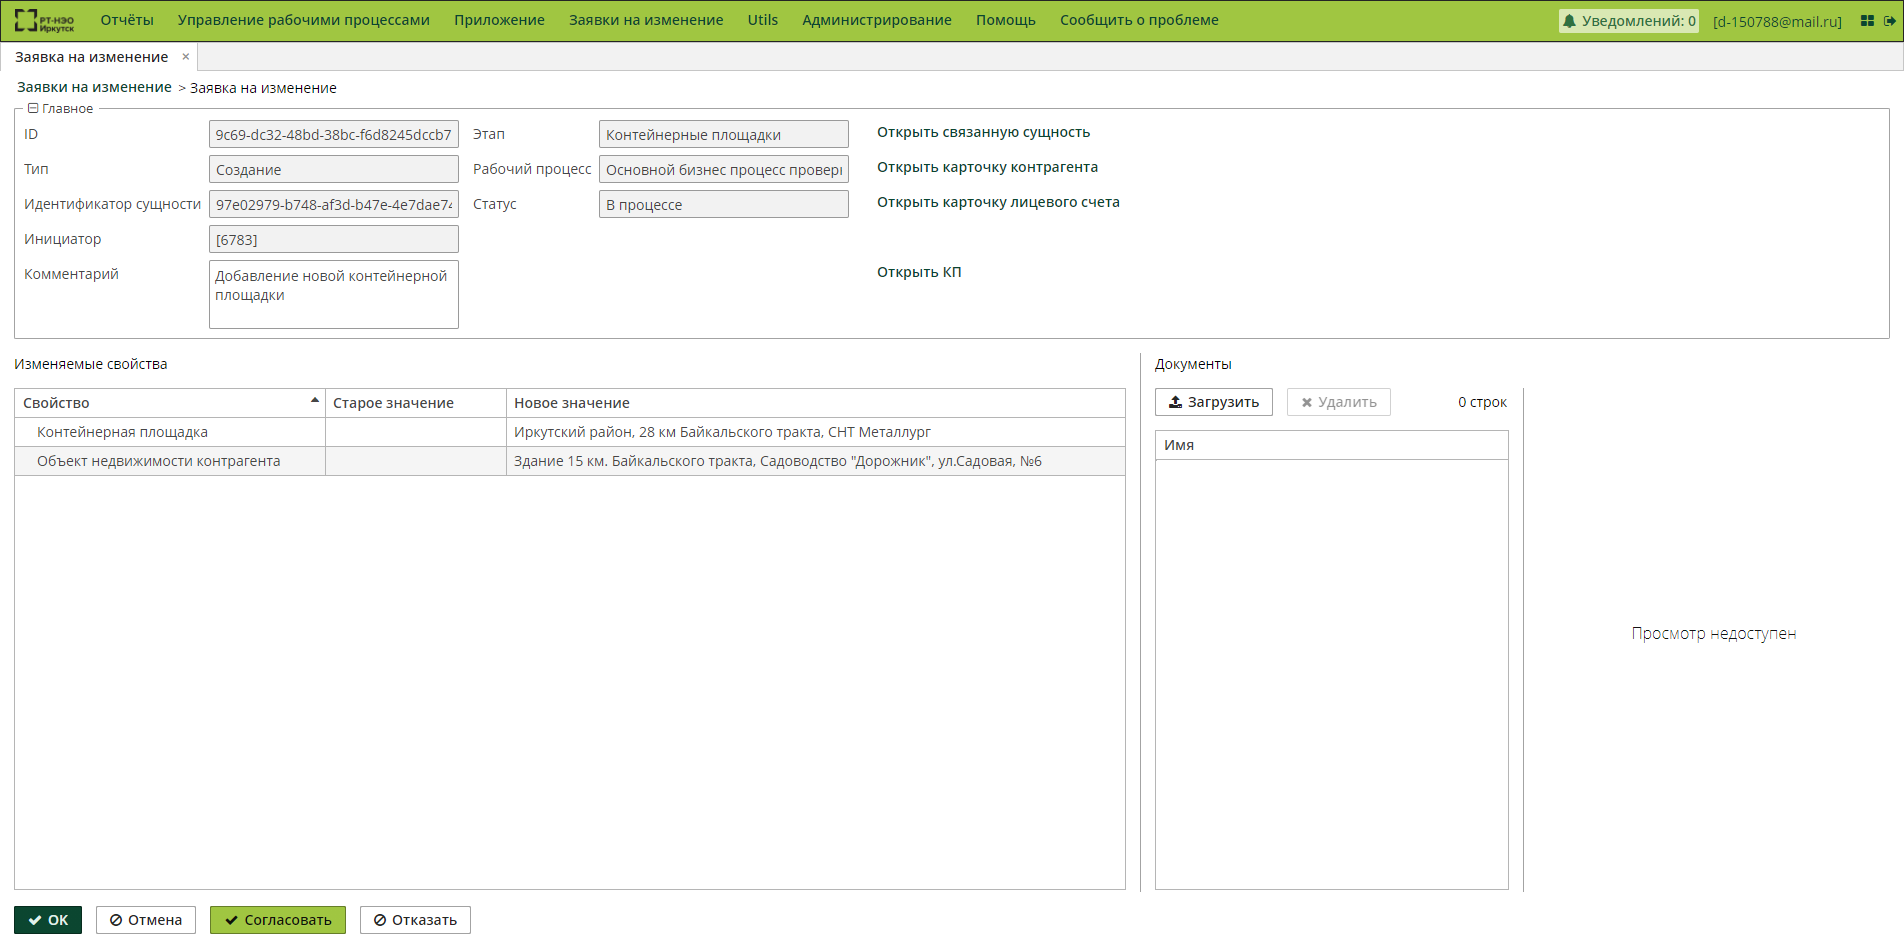 РТ-НЭО
Иркутск
Отчёты Управление рабочими процессами Приложение Заявки на изменение Utils Администрирование Помощь Сообщить о проблеме Уведомлений: 0 [d-150788@mail.ru]
Заявка на изменение ×
Заявки на изменение > Заявка на изменение
Главное
ID 9c69-dc32-48bd-38bc-f6d8245dccb7 Этап Контейнерные площадки Открыть связанную сущность
Тип Создание Рабочий процесс Основной бизнес процесс Открыть карточку контрагента
Идентификатор сущности 97e02979-b748-af3d-b47e-4e7dae74 Статус В процессе Открыть карточку лицевого счета
Инициатор [6783]
Комментарий Добавление новой контейнерной Открыть КП
площадки
Изменяемые свойства Документы
Загрузить Удалить 0 строк
Свойство Старое значение Новое значение
Контейнерная площадка Иркутский район, 28 км Байкальского тракта, СНТ Металлург
Имя
Объект недвижимости контрагента Здание 15 км. Байкальского тракта, Садоводство "Дорожник", ул.Садовая, №6
Просмотр недоступен
OK Отмена Согласовать Отказать